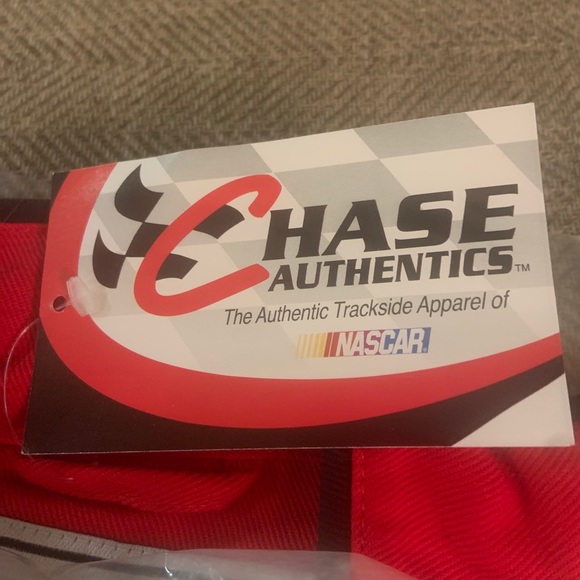 CHASE
AUTHENTICS™
The Authentic Trackside Apparel of
NASCAR®